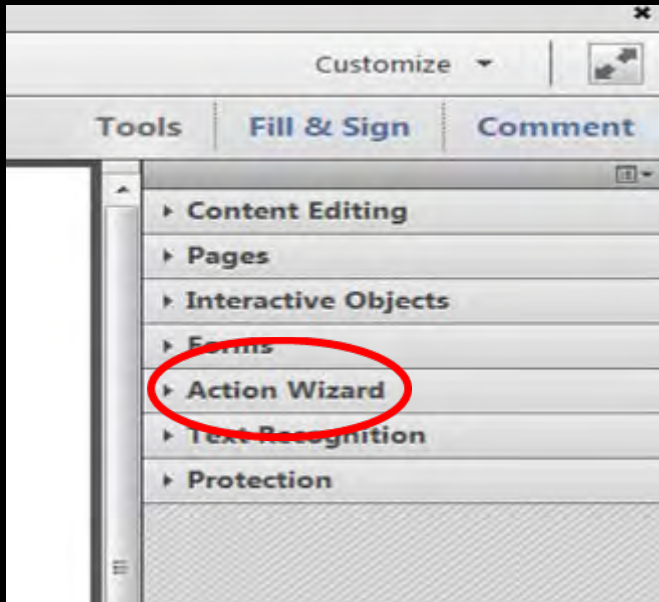 Customize
Tools Fill & Sign Comment
Content Editing
Pages
Interactive Objects
Forms
Action Wizard
Text Recognition
Protection